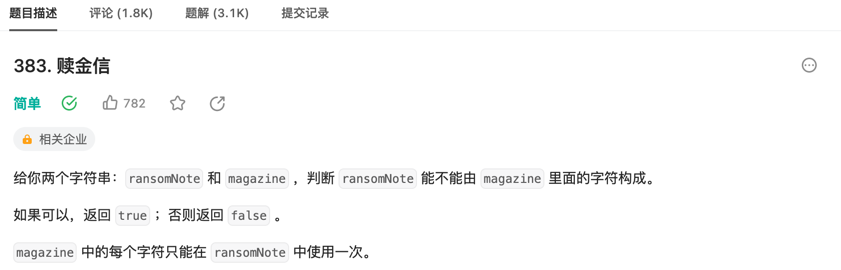 题目描述 评论 (1.8K) 题解 (3.1K) 提交记录
383. 赎金信
简单 782
相关企业
给你两个字符串：ransomNote 和 magazine ，判断 ransomNote 能不能由 magazine 里面的字符构成。
如果可以，返回 true ；否则返回 false 。
magazine 中的每个字符只能在 ransomNote 中使用一次。